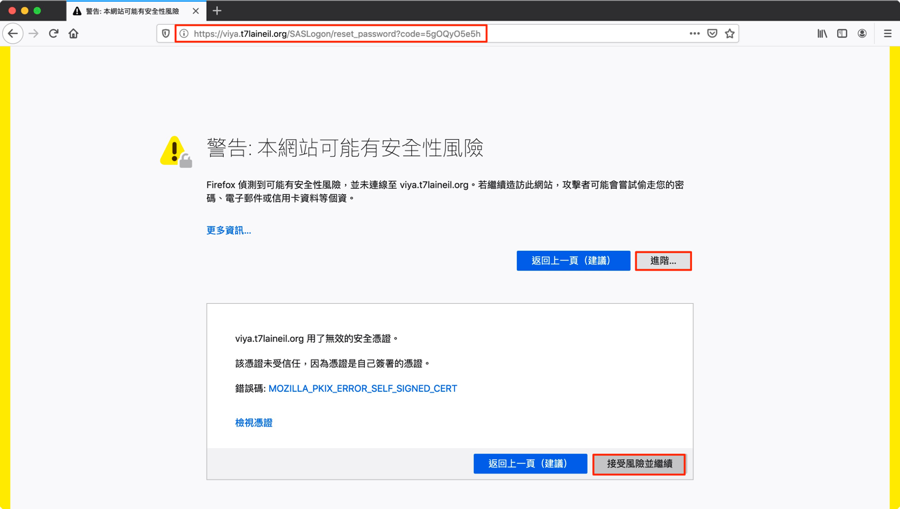 警告: 本網站可能有安全性風險
https://viya.t7laineil.org/SASLogon/reset_password?code=5gOQyO5e5h
警告: 本網站可能有安全性風險
Firefox 偵測到可能有安全性風險，並未連線至 viya.t7laineil.org。若繼續造訪此網站，攻擊者可能會嘗試偷走您的密
碼、電子郵件或信用卡資料等個資。
更多資訊...
返回上一頁（建議）
進階...
viya.t7laineil.org 用了無效的安全憑證。
該憑證未受信任，因為憑證是自己簽署的憑證。
錯誤碼: MOZILLA_PKIX_ERROR_SELF_SIGNED_CERT
檢視憑證
返回上一頁（建議）
接受風險並繼續